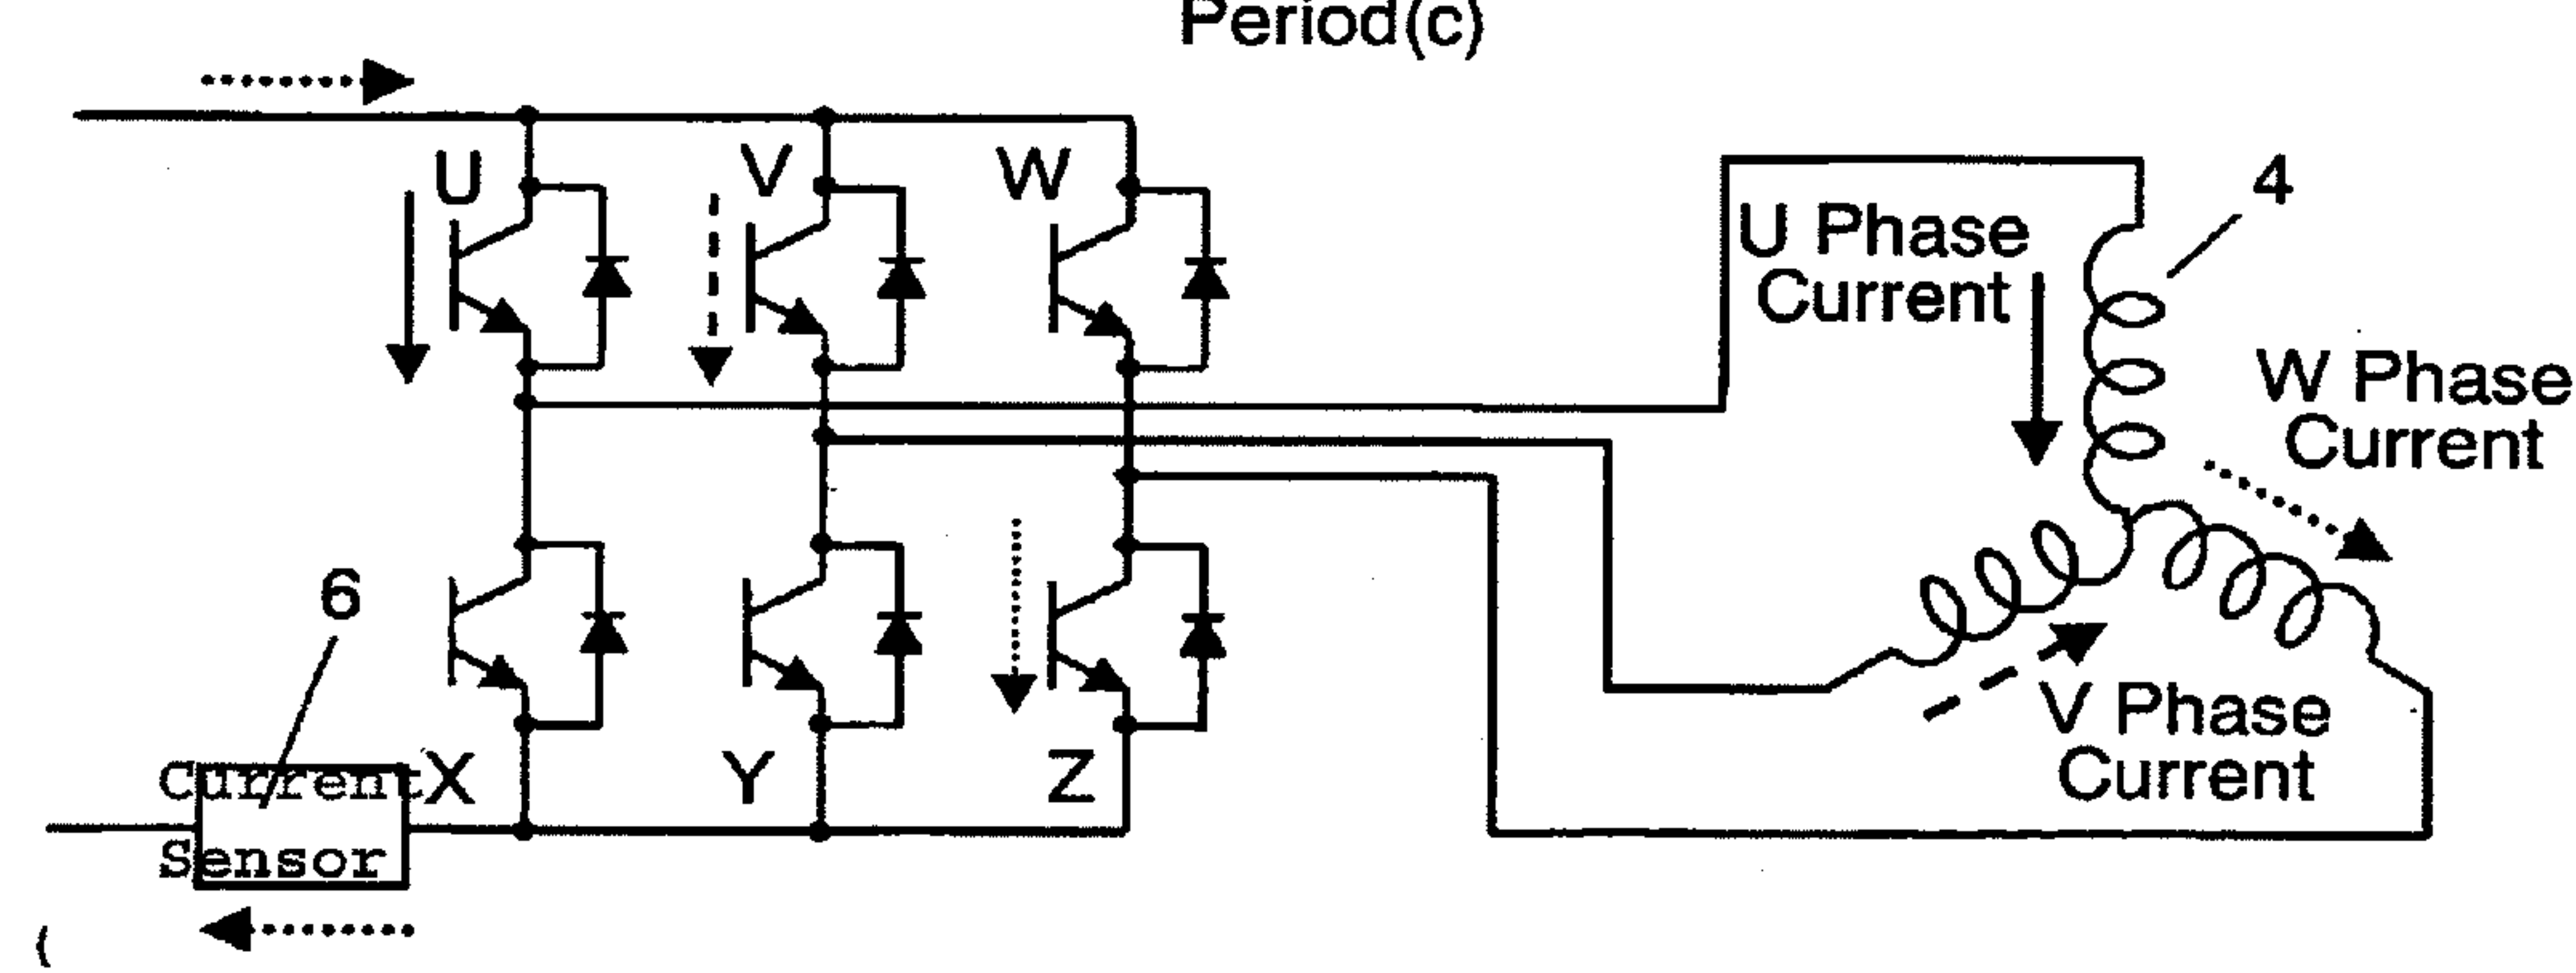 Period(c)
U
V
W
U Phase
Current
4
W Phase
Current
6
V Phase
Current
X
Y
Z
Current
Sensor
(